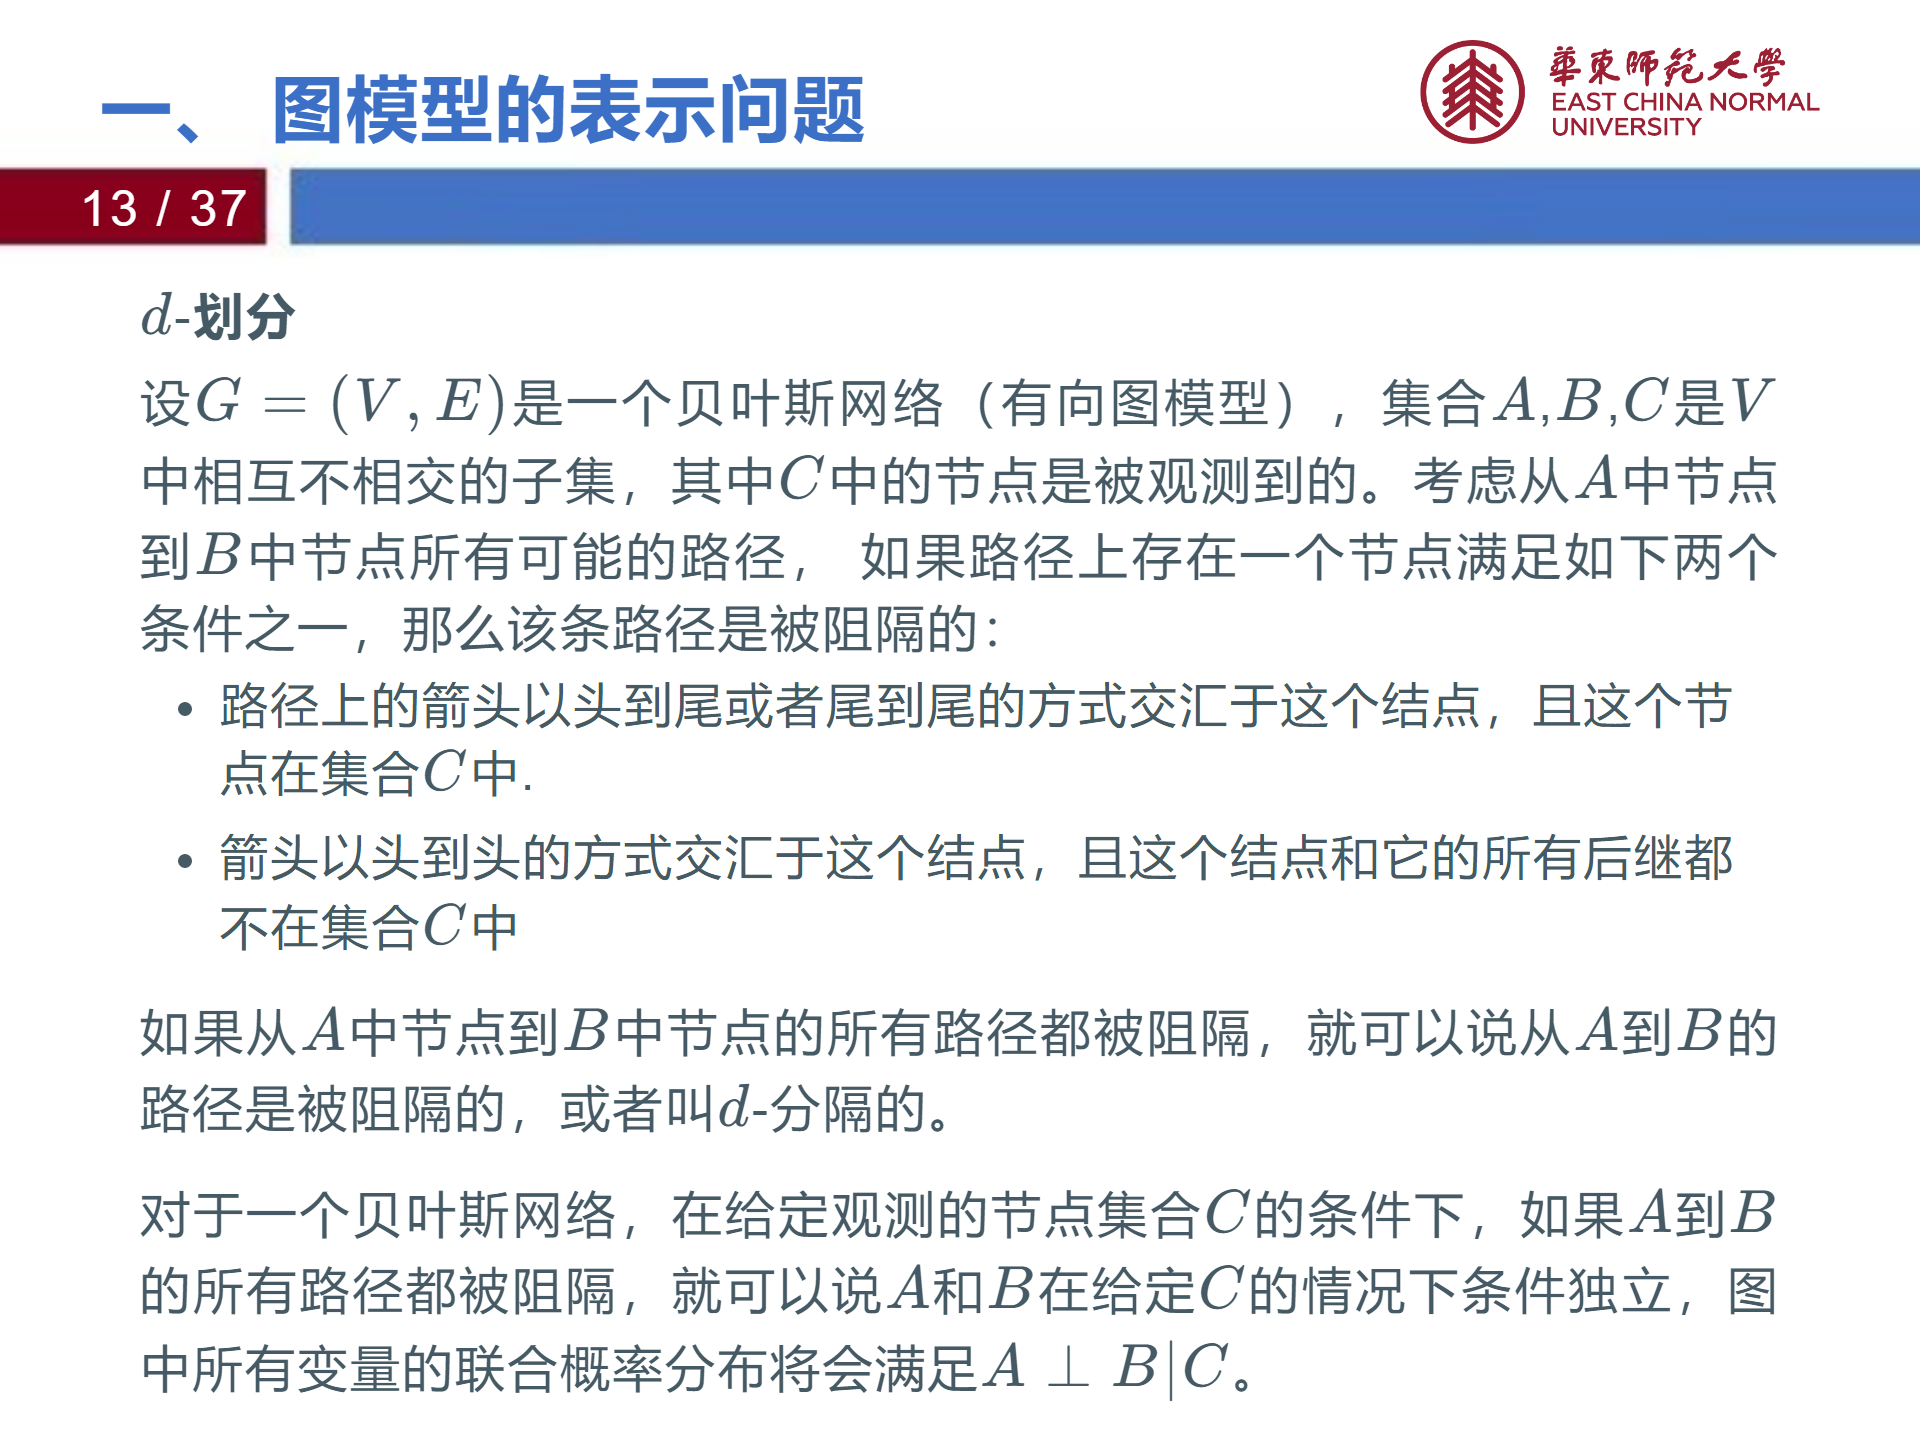 一、 图模型的表示问题
華東師範大學
EAST CHINA NORMAL
UNIVERSITY
13 / 37
d-划分
设G = (V, E)是一个贝叶斯网络（有向图模型），集合A,B,C是V
中相互不相交的子集，其中C中的节点是被观测到的。考虑从A中节点
到B中节点所有可能的路径， 如果路径上存在一个节点满足如下两个
条件之一，那么该条路径是被阻隔的：
• 路径上的箭头以头到尾或者尾到尾的方式交汇于这个结点，且这个节
点在集合C中.
• 箭头以头到头的方式交汇于这个结点，且这个结点和它的所有后继都
不在集合C中
如果从A中节点到B中节点的所有路径都被阻隔，就可以说从A到B的
路径是被阻隔的，或者叫d-分隔的。
对于一个贝叶斯网络，在给定观测的节点集合C的条件下，如果A到B
的所有路径都被阻隔，就可以说A和B在给定C的情况下条件独立，图
中所有变量的联合概率分布将会满足A ⊥ B|C。